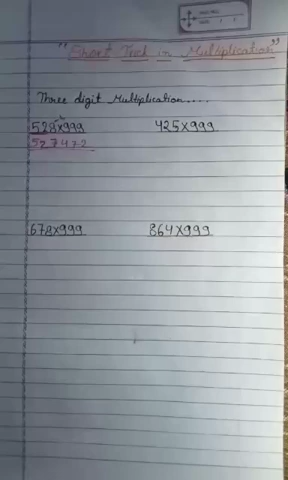 "Short Trick in Multiplication"
Three digit Multiplication....
528x999 425x999
527472
678x999 864x999